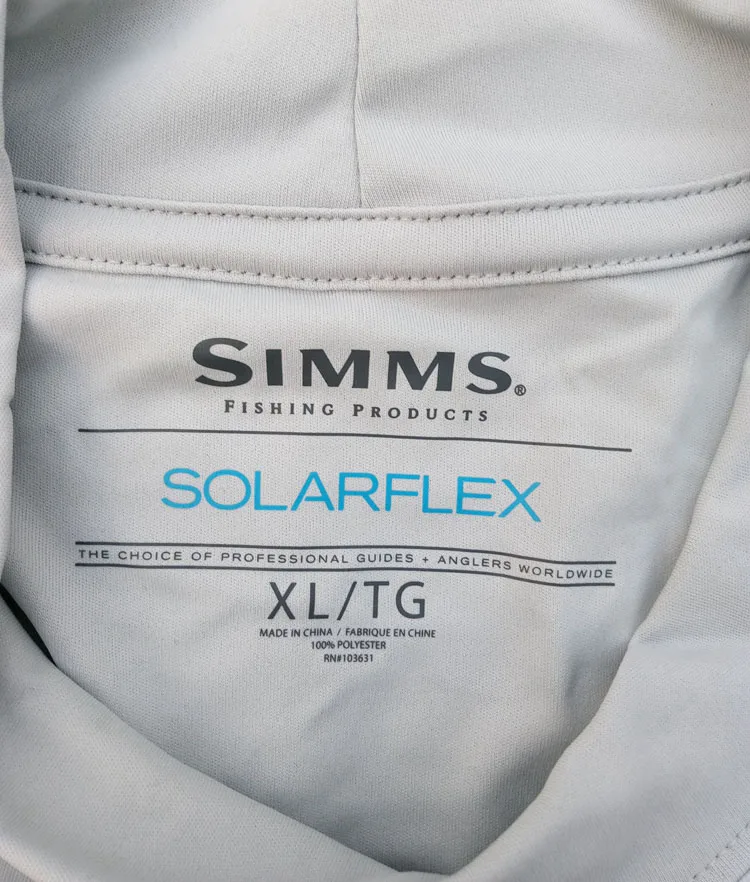 SIMMS®
FISHING PRODUCTS
SOLARFLEX
THE CHOICE OF PROFESSIONAL GUIDES + ANGLERS WORLDWIDE
XL/TG
MADE IN CHINA / FABRIQUE EN CHINE
100% POLYESTER
RN#103631